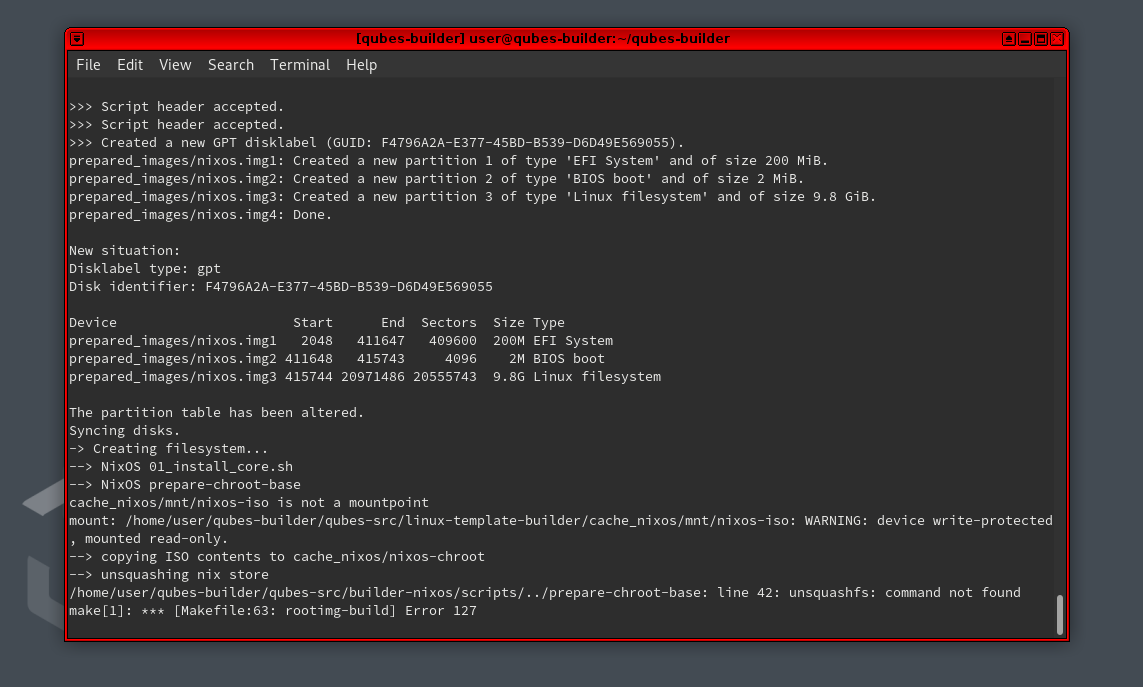 [qubes-builder] user@qubes-builder:~/qubes-builder
File Edit View Search Terminal Help
>>> Script header accepted.
>>> Script header accepted.
>>> Created a new GPT disklabel (GUID: F4796A2A-E377-45BD-B539-D6D49E569055).
prepared_images/nixos.img1: Created a new partition 1 of type 'EFI System' and of size 200 MiB.
prepared_images/nixos.img2: Created a new partition 2 of type 'BIOS boot' and of size 2 MiB.
prepared_images/nixos.img3: Created a new partition 3 of type 'Linux filesystem' and of size 9.8 GiB.
prepared_images/nixos.img4: Done.
New situation:
Disklabel type: gpt
Disk identifier: F4796A2A-E377-45BD-B539-D6D49E569055
Device                      Start      End  Sectors  Size Type
prepared_images/nixos.img1   2048   411647   409600  200M EFI System
prepared_images/nixos.img2 411648   415743     4096    2M BIOS boot
prepared_images/nixos.img3 415744 20971486 20555743  9.8G Linux filesystem
The partition table has been altered.
Syncing disks.
-> Creating filesystem...
--> NixOS 01_install_core.sh
--> NixOS prepare-chroot-base
cache_nixos/mnt/nixos-iso is not a mountpoint
mount: /home/user/qubes-builder/qubes-src/linux-template-builder/cache_nixos/mnt/nixos-iso: WARNING: device write-protected
, mounted read-only.
--> copying ISO contents to cache_nixos/nixos-chroot
--> unsquashing nix store
/home/user/qubes-builder/qubes-src/builder-nixos/scripts/../prepare-chroot-base: line 42: unsquashfs: command not found
make[1]: *** [Makefile:63: rootimg-build] Error 127